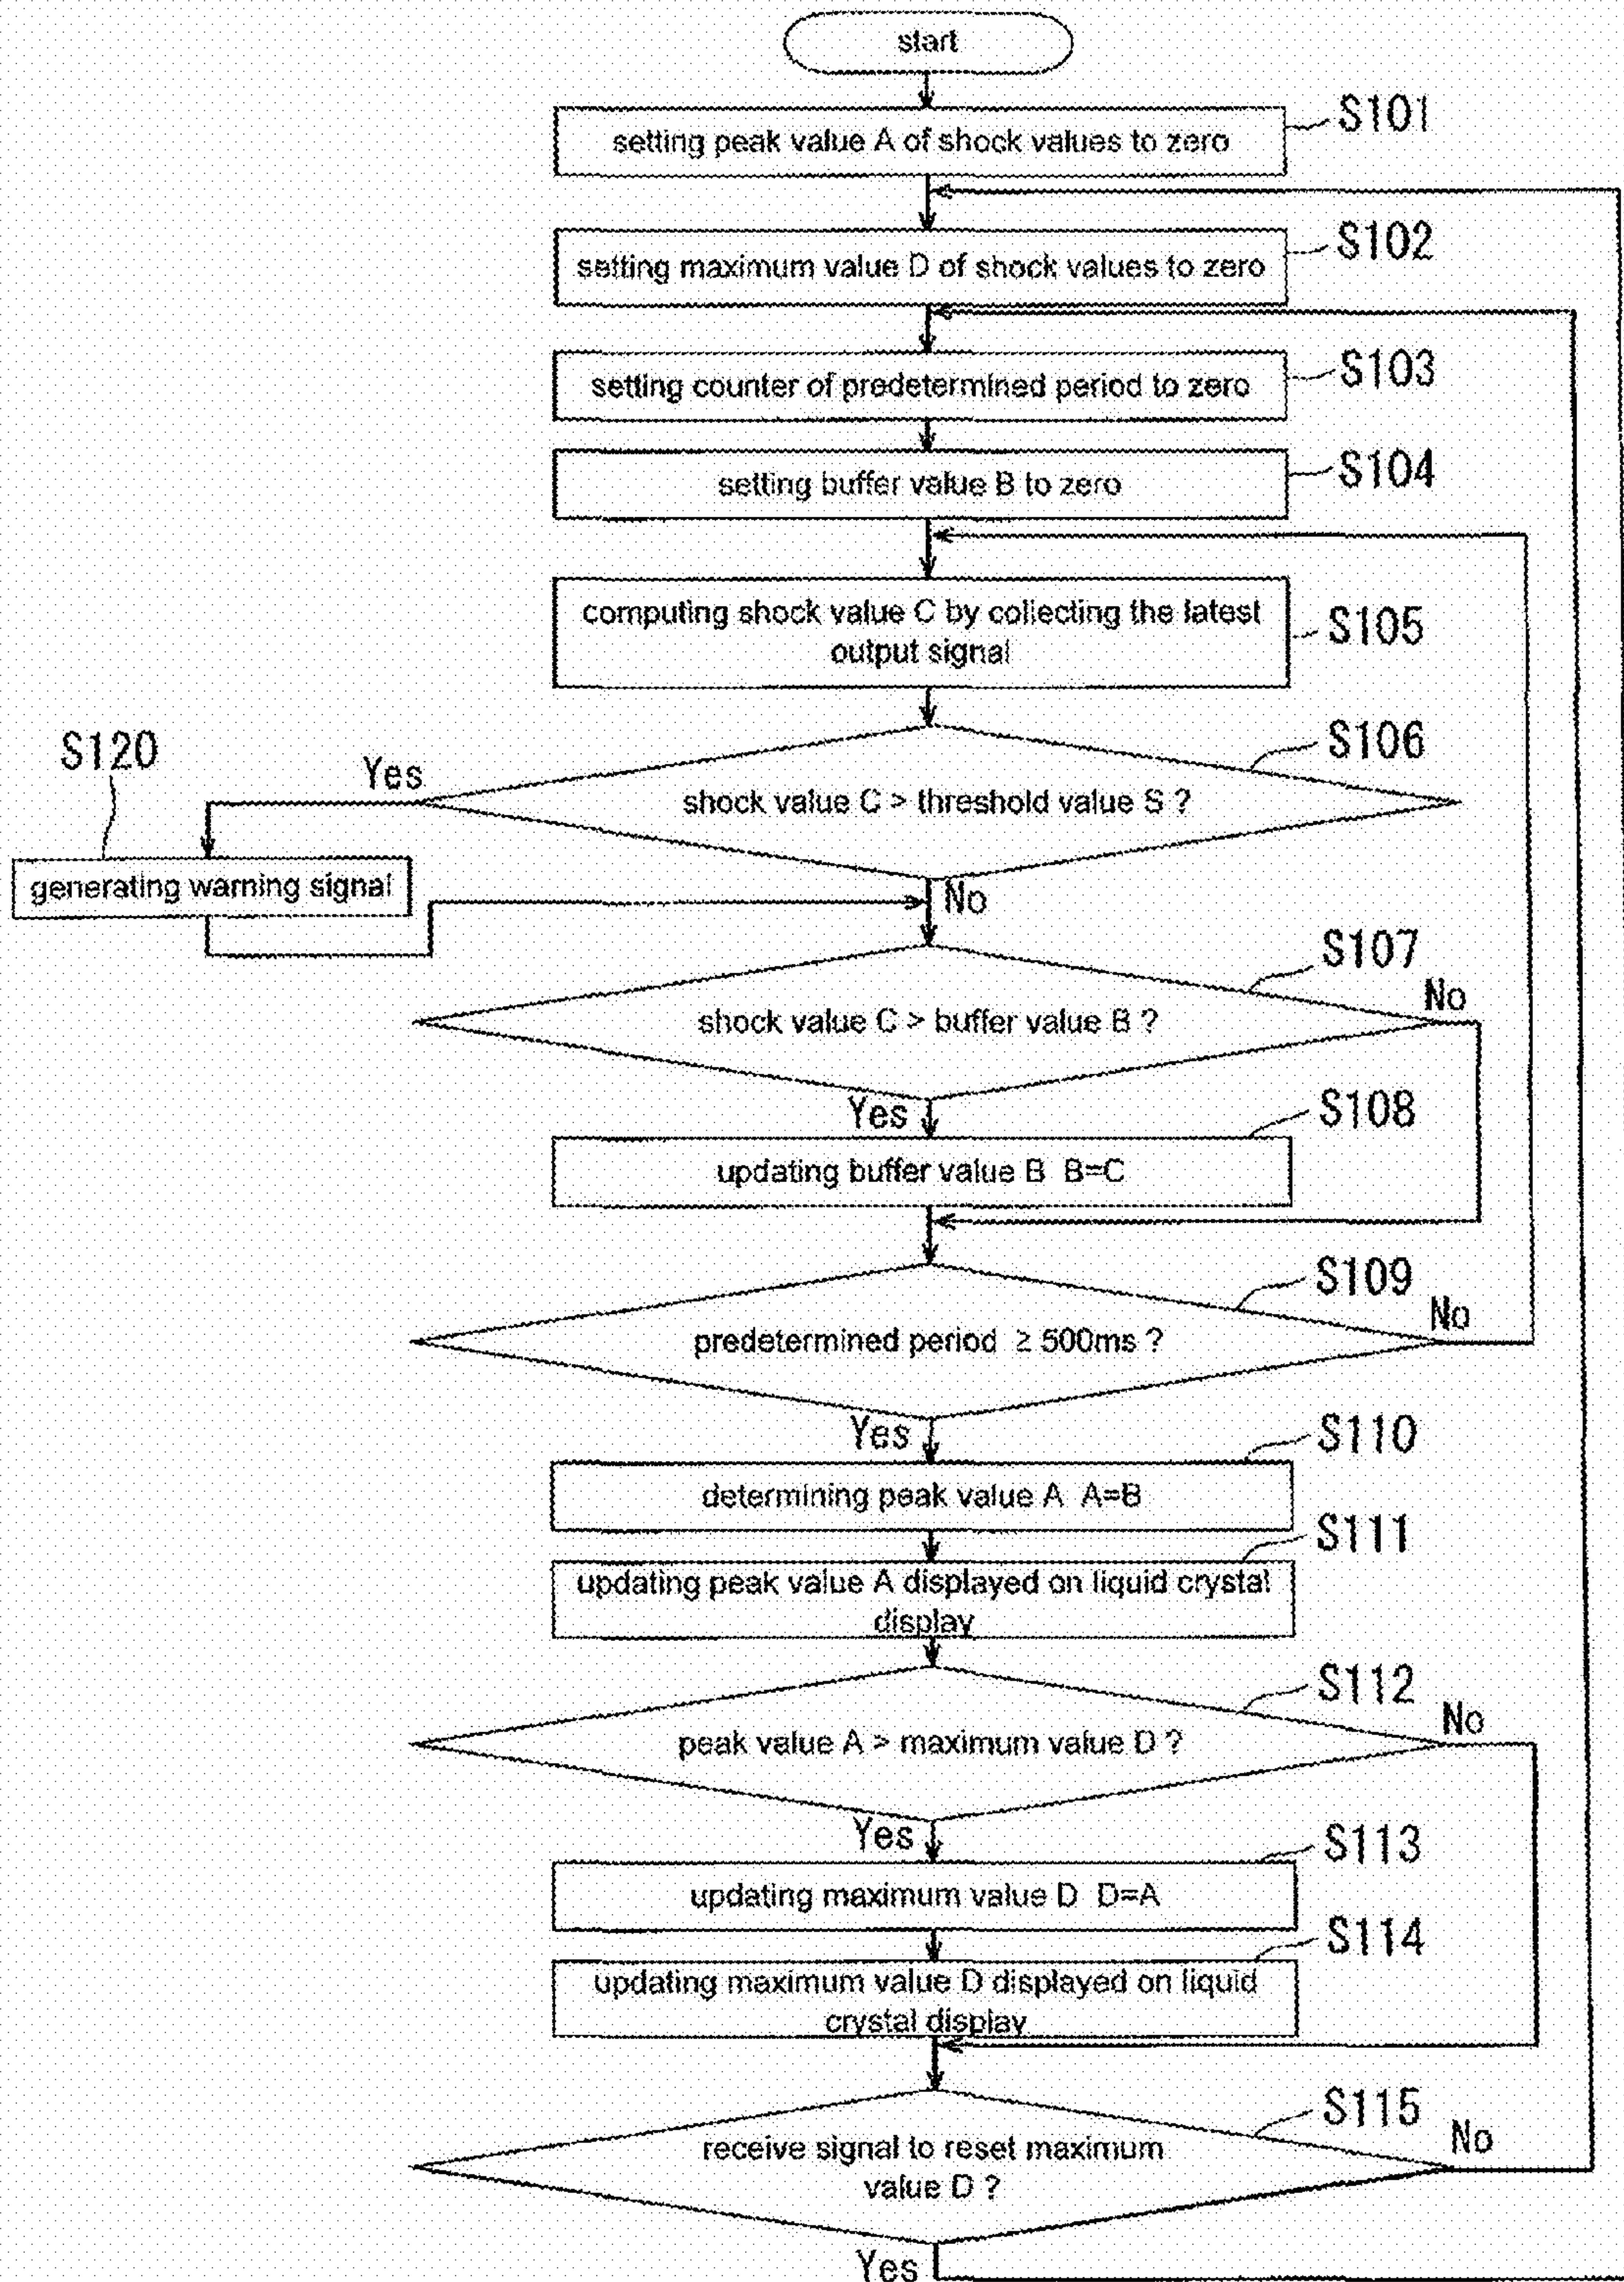 start
S101
setting peak value A of shock values to zero
S102
setting maximum value D of shock values to zero
S103
setting counter of predetermined period to zero
S104
setting buffer value B to zero
computing shock value C by collecting the latest
output signal
S105
S106
S120
Yes
shock value C > threshold value S ?
generating warning signal
No
S107
No
shock value C > buffer value B ?
Yes
S108
updating buffer value B B=C
S109
No
predetermined period ≥ 500ms ?
Yes
S110
determining peak value A A=B
S111
updating peak value A displayed on liquid crystal
display
S112
No
peak value A > maximum value D ?
Yes
S113
updating maximum value D D=A
S114
updating maximum value D displayed on liquid
crystal display
S115
No
receive signal to reset maximum
value D ?
Yes